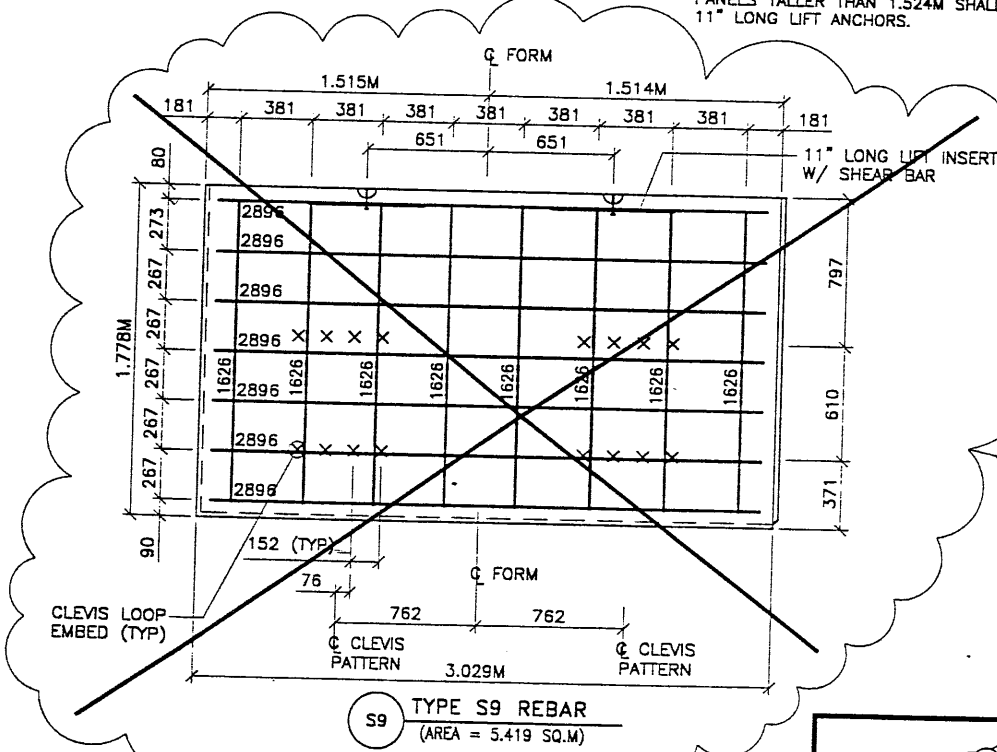 PANELS TALLER THAN 1.524M SHALL
11" LONG LIFT ANCHORS.
℄ FORM
1.515M 1.514M
181 381 381 381 381 381 381 381 181
651 651
11" LONG LIFT INSERT
W/ SHEAR BAR
80
273
267
267
267
267
267
90
1.778M
2896
2896
2896
2896
2896
2896
2896
1626 1626 1626 1626 1626 1626 1626 1626
797
610
371
152 (TYP)
76
℄ FORM
762 762
CLEVIS LOOP
EMBED (TYP)
℄ CLEVIS
PATTERN
℄ CLEVIS
PATTERN
3.029M
S9
TYPE S9 REBAR
(AREA = 5.419 SQ.M)